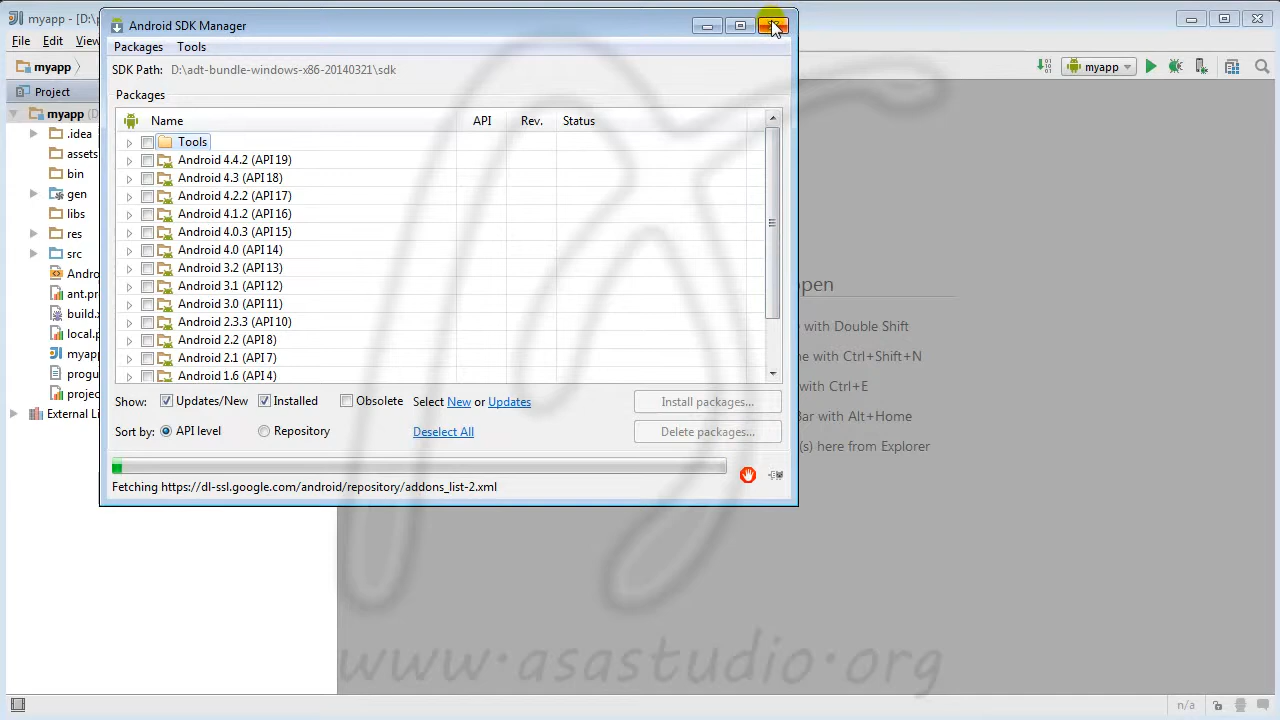 myapp - [D:\p
Android SDK Manager
File Edit
Packages Tools
myapp
SDK Path: D:\adt-bundle-windows-x86-20140321\sdk
myapp
Project
Packages
Name API Rev. Status
myapp (D
Tools
.idea
Android 4.4.2 (API 19)
assets
Android 4.3 (API 18)
bin
Android 4.2.2 (API 17)
gen
Android 4.1.2 (API 16)
libs
Android 4.0.3 (API 15)
res
Android 4.0 (API 14)
src
Android 3.2 (API 13)
Andro
Android 3.1 (API 12)
ant.pr
Android 3.0 (API 11)
build.x
Android 2.3.3 (API 10)
local.p
Android 2.2 (API 8)
myapp
Android 2.1 (API 7)
progu
Android 1.6 (API 4)
projec
External Li
open
e with Double Shift
e with Ctrl+Shift+N
e with Ctrl+E
Bar with Alt+Home
(s) here from Explorer
Show: Updates/New Installed Obsolete Select New or Updates
Install packages...
Sort by: API level Repository Deselect All
Delete packages...
Fetching https://dl-ssl.google.com/android/repository/addons_list-2.xml
www.asastudio.org
n/a